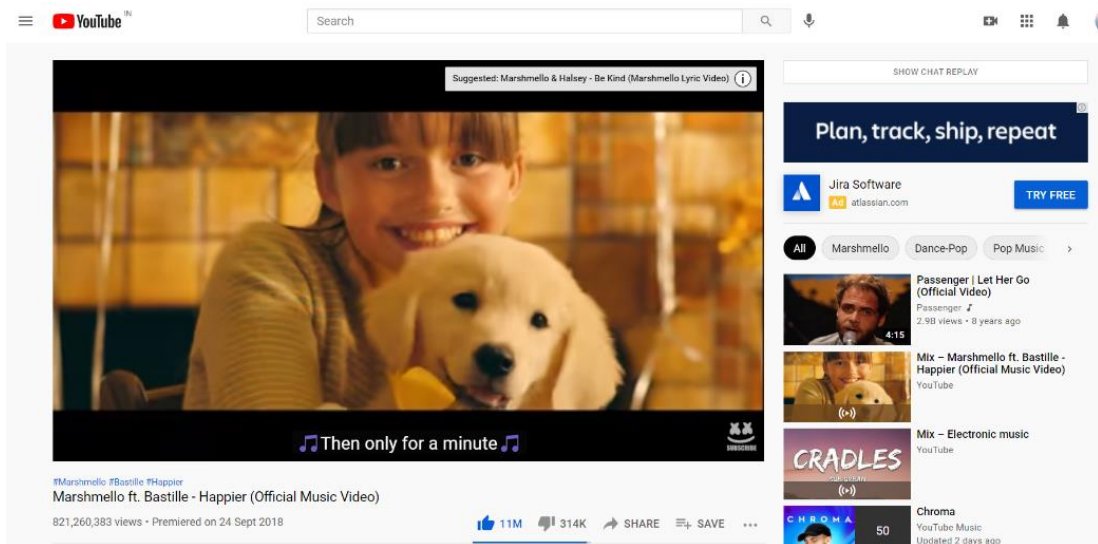 YouTube IN
Search
Suggested: Marshmello & Halsey - Be Kind (Marshmello Lyric Video)
🎵Then only for a minute🎵
SUBSCRIBE
#Marshmello #Bastille #Happier
Marshmello ft. Bastille - Happier (Official Music Video)
821,260,383 views • Premiered on 24 Sept 2018
11M 314K SHARE SAVE
SHOW CHAT REPLAY
Plan, track, ship, repeat
Jira Software
Ad atlassian.com
TRY FREE
All Marshmello Dance-Pop Pop Music
Passenger | Let Her Go
(Official Video)
Passenger
2.9B views • 8 years ago
4:15
Mix – Marshmello ft. Bastille -
Happier (Official Music Video)
YouTube
CRADLES
Mix – Electronic music
YouTube
CHROMA
50
Chroma
YouTube Music
Updated 2 days ago